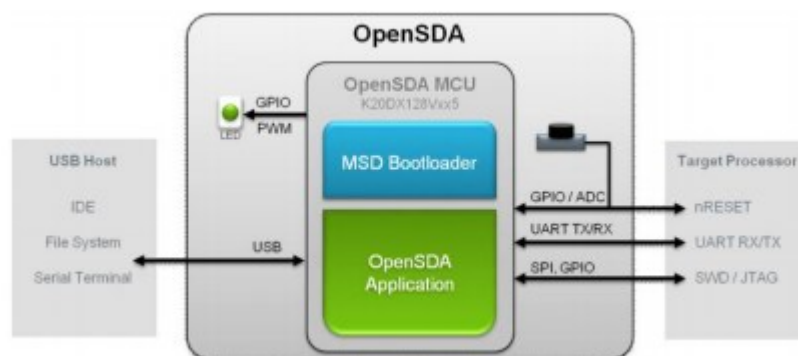 OpenSDA
OpenSDA MCU
K20DX128Vxx5
GPIO
PWM
LED
MSD Bootloader
OpenSDA
Application
USB Host
IDE
File System
Serial Terminal
USB
GPIO / ADC
UART TX/RX
SPI, GPIO
Target Processor
nRESET
UART RX/TX
SWD / JTAG